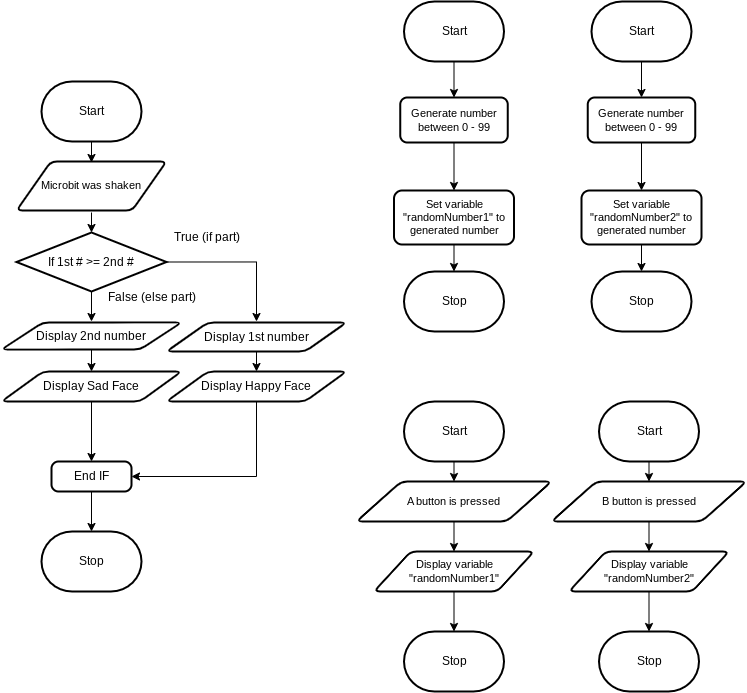 Start
Microbit was shaken
If 1st # >= 2nd #
True (if part)
False (else part)
Display 2nd number
Display 1st number
Display Sad Face
Display Happy Face
End IF
Stop
Start
Generate number
between 0 - 99
Set variable
"randomNumber1" to
generated number
Stop
Start
Generate number
between 0 - 99
Set variable
"randomNumber2" to
generated number
Stop
Start
A button is pressed
Display variable
"randomNumber1"
Stop
Start
B button is pressed
Display variable
"randomNumber2"
Stop